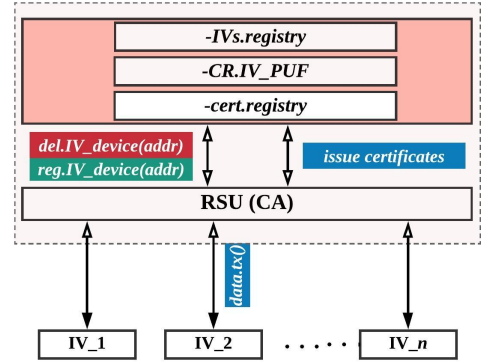 -IVs.registry
-CR.IV_PUF
-cert.registry
del.IV_device(addr)
reg.IV_device(addr)
issue certificates
RSU (CA)
data.tx()
IV_1
IV_2
. . . . . .
IV_n